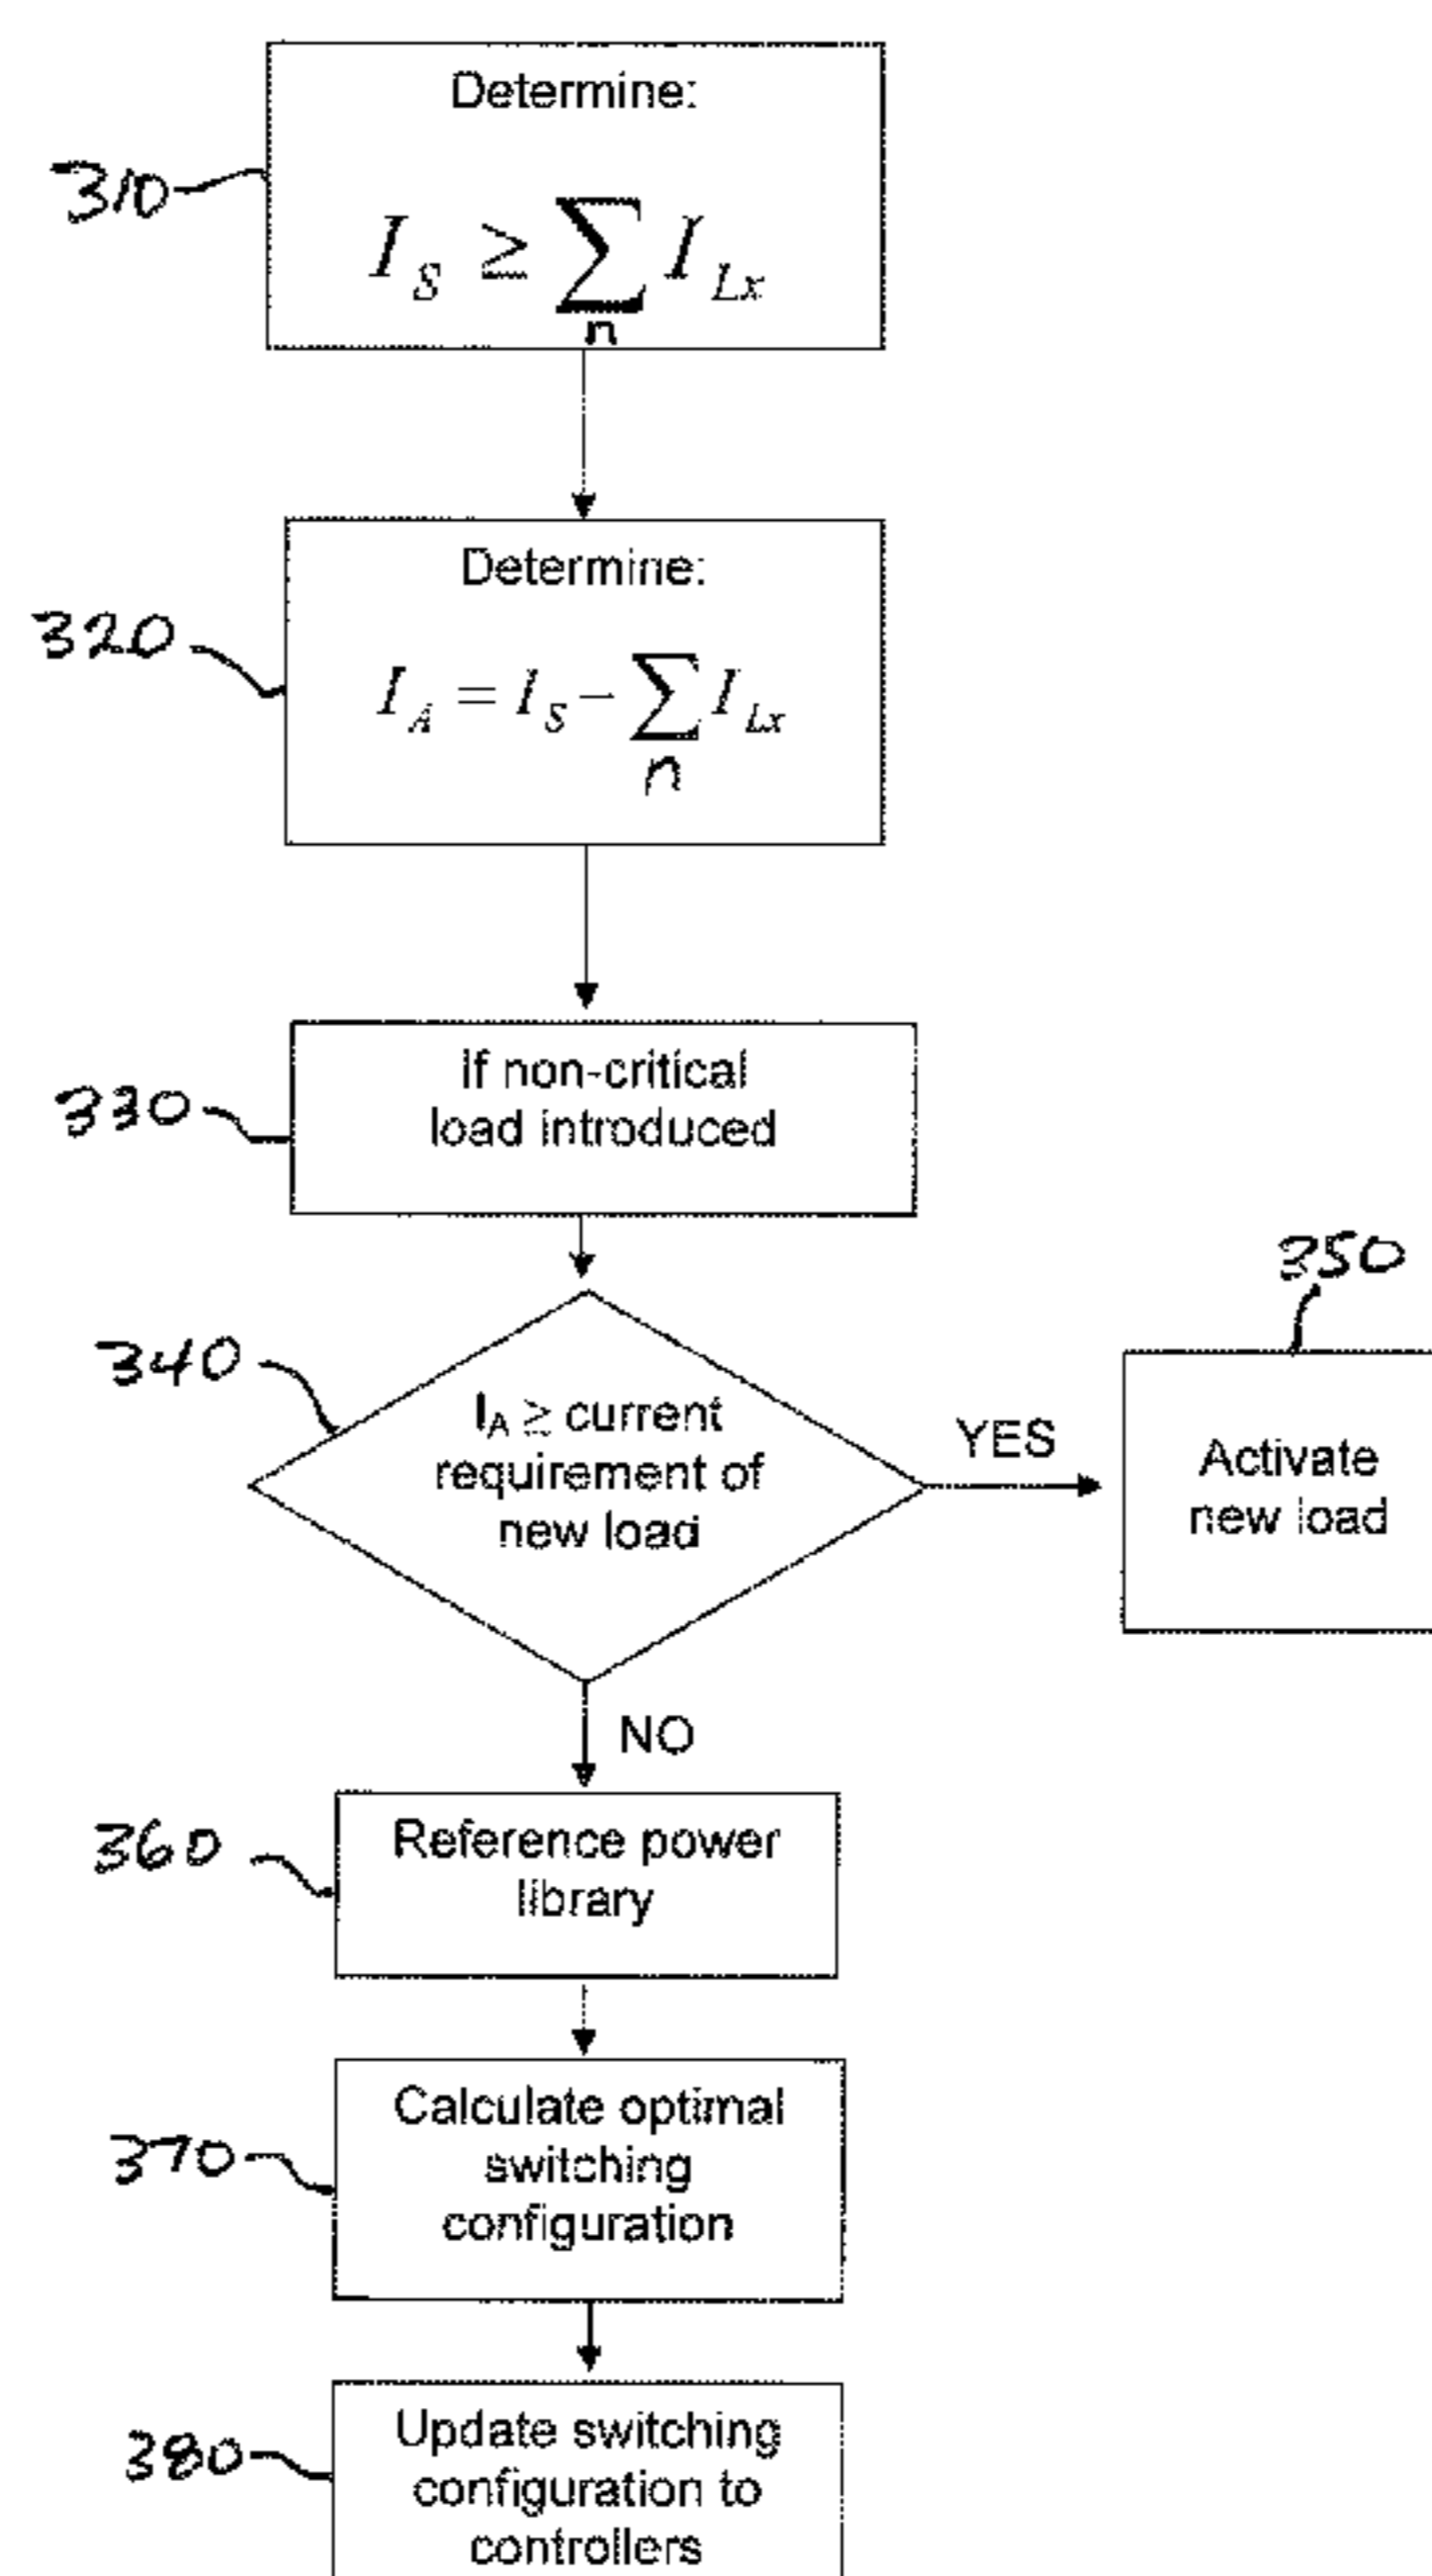 Determine:
310
I_S ≥ ∑_n I_Lx
Determine:
320
I_A = I_S - ∑_n I_Lx
330
If non-critical
load introduced
350
340
I_A ≥ current
requirement of
new load
YES
Activate
new load
NO
360
Reference power
library
370
Calculate optimal
switching
configuration
380
Update switching
configuration to
controllers